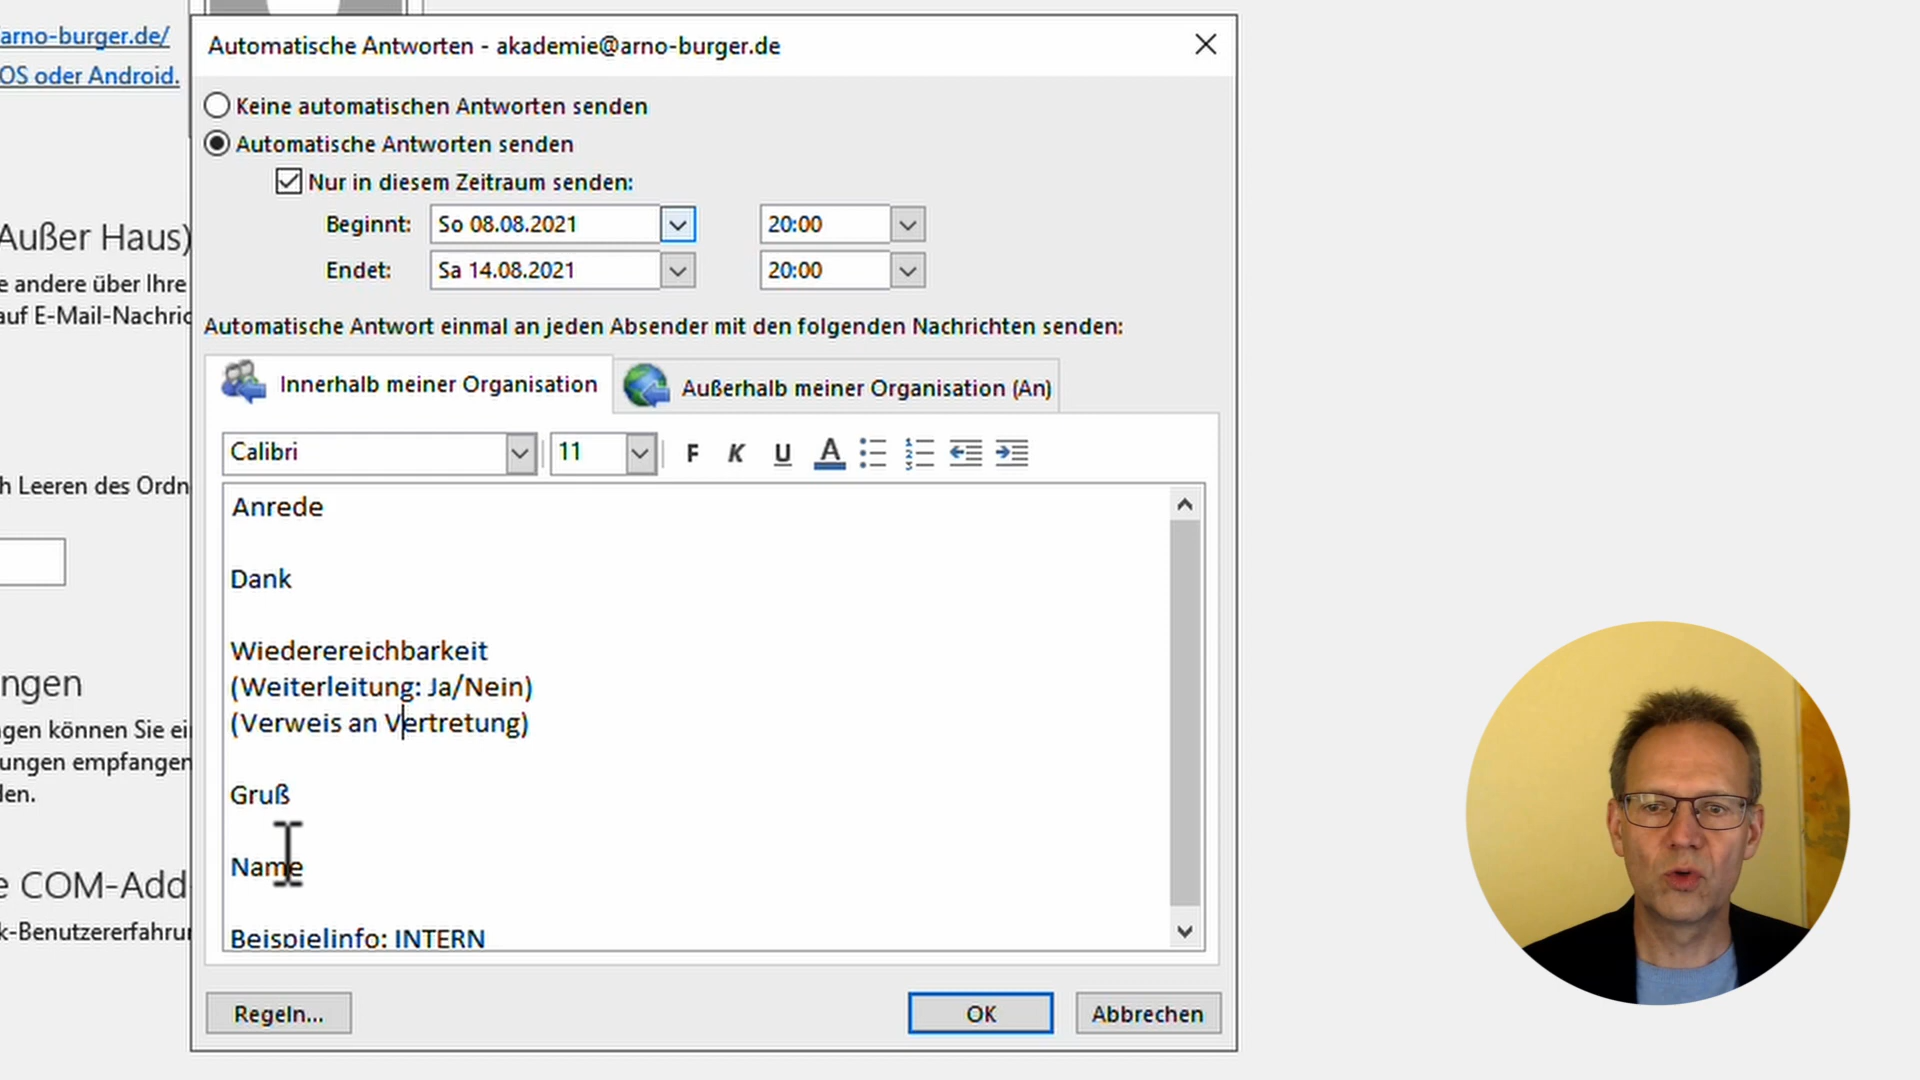 arno-burger.de/
OS oder Android.
Außer Haus)
e andere über Ihre
auf E-Mail-Nachric
h Leeren des Ordn
ngen
gen können Sie ei
ungen empfangen
den.
e COM-Add
k-Benutzererfahru
Automatische Antworten - akademie@arno-burger.de
Keine automatischen Antworten senden
Automatische Antworten senden
Nur in diesem Zeitraum senden:
Beginnt: So 08.08.2021 20:00
Endet: Sa 14.08.2021 20:00
Automatische Antwort einmal an jeden Absender mit den folgenden Nachrichten senden:
Innerhalb meiner Organisation Außerhalb meiner Organisation (An)
Calibri 11 F K U A
Anrede
Dank
Wiederereichbarkeit
(Weiterleitung: Ja/Nein)
(Verweis an Vertretung)
Gruß
Name
Beispielinfo: INTERN
Regeln... OK Abbrechen